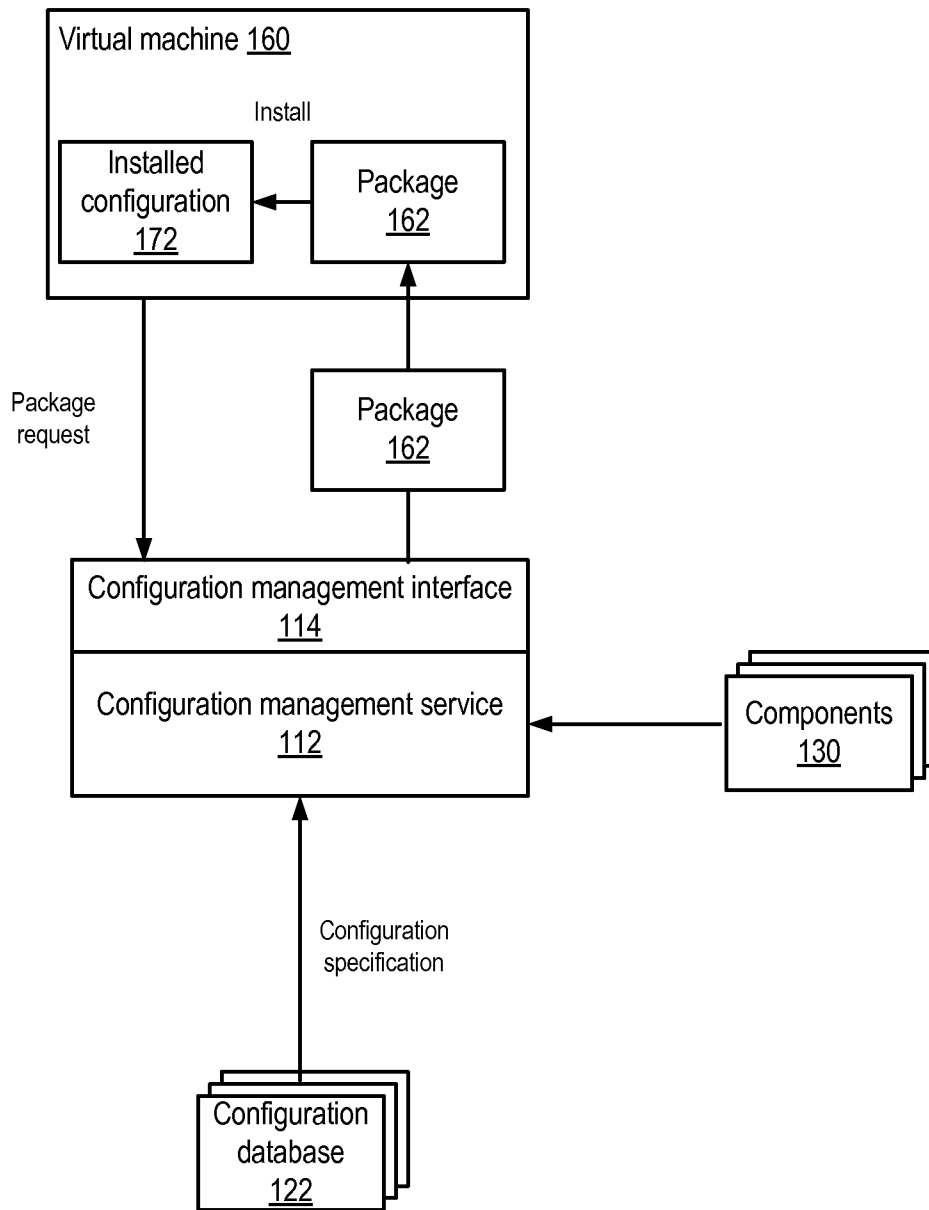 Virtual machine 160
Install
Installed
configuration
172
Package
162
Package
request
Package
162
Configuration management interface
114
Configuration management service
112
Components
130
Configuration
specification
Configuration
database
122